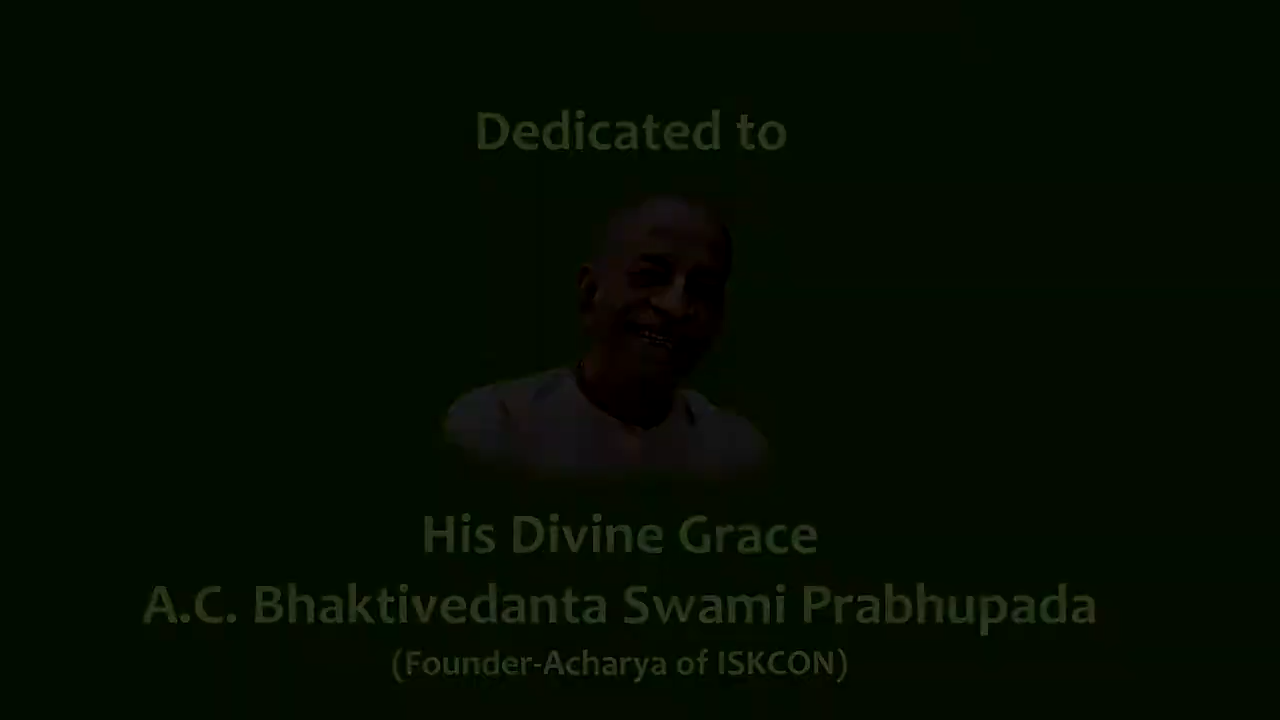 Dedicated to
His Divine Grace
A.C. Bhaktivedanta Swami Prabhupada
(Founder-Acharya of ISKCON)